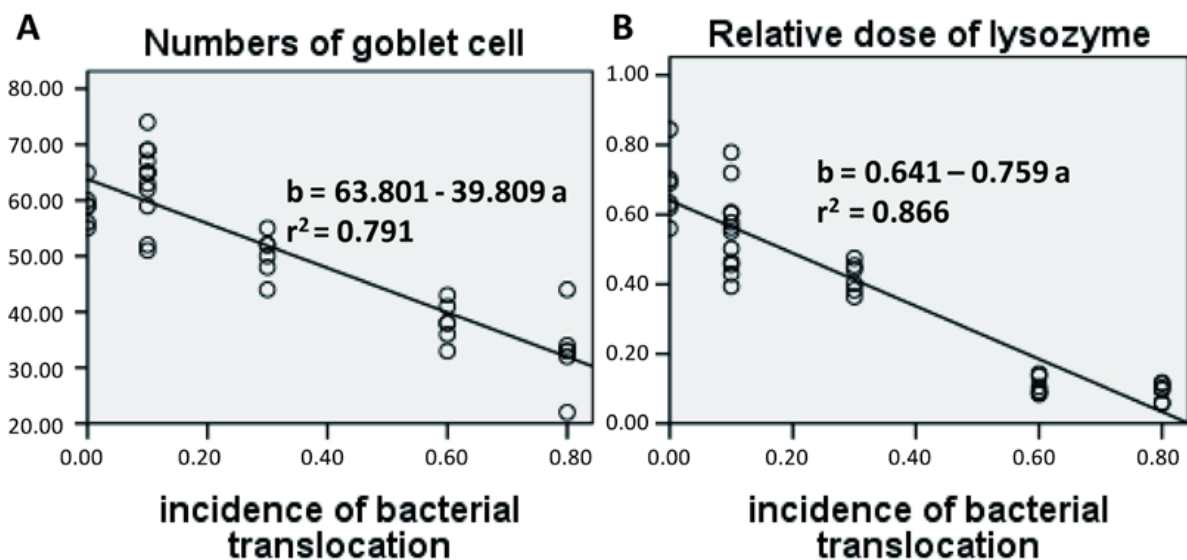 A
Numbers of goblet cell
80.00
70.00
60.00
50.00
40.00
30.00
20.00
b = 63.801 - 39.809 a
r² = 0.791
0.00 0.20 0.40 0.60 0.80
incidence of bacterial
translocation
B
Relative dose of lysozyme
1.00
0.80
0.60
0.40
0.20
0.00
b = 0.641 – 0.759 a
r² = 0.866
0.00 0.20 0.40 0.60 0.80
incidence of bacterial
translocation